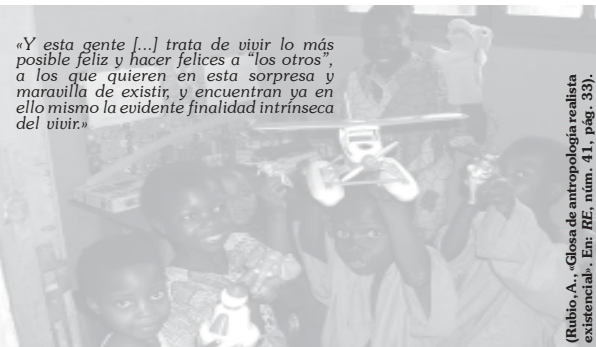 «Y esta gente [...] trata de vivir lo más
posible feliz y hacer felices a “los otros”,
a los que quieren en esta sorpresa y
maravilla de existir, y encuentran ya en
ello mismo la evidente finalidad intrínseca
del vivir.»
(Rubio, A., «Glosa de antropología realista
existencial». En: RE, núm. 41, pág. 33).